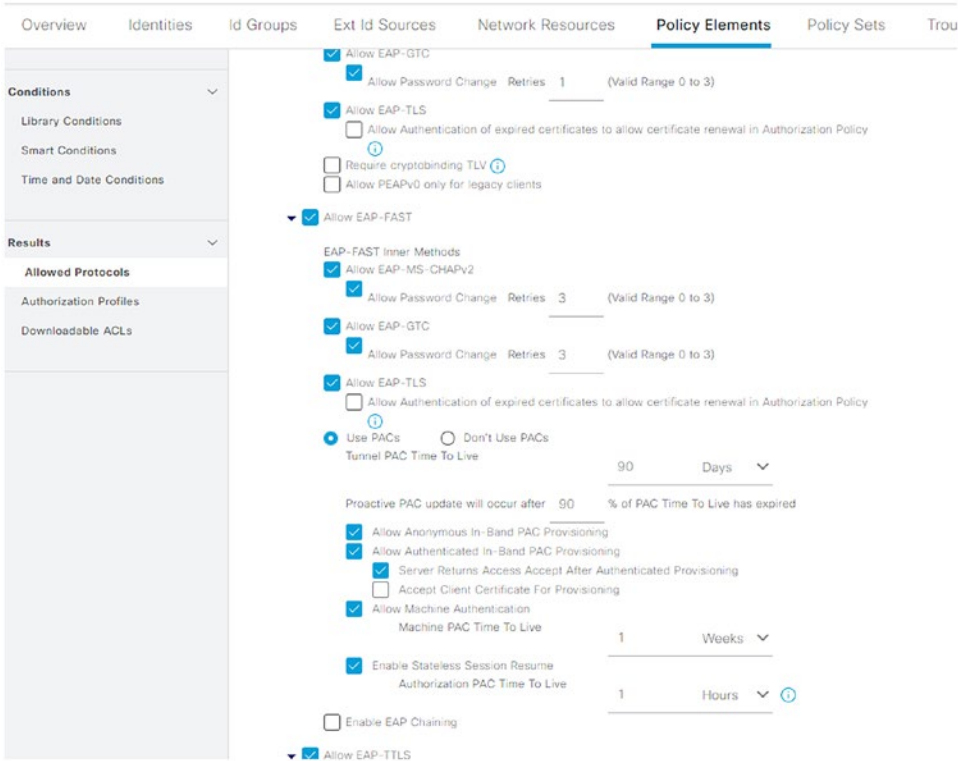 Overview Identities Id Groups Ext Id Sources Network Resources Policy Elements Policy Sets Trou
Conditions
Library Conditions
Smart Conditions
Time and Date Conditions
Results
Allowed Protocols
Authorization Profiles
Downloadable ACLs
Allow EAP-GTC
Allow Password Change Retries 1 (Valid Range 0 to 3)
Allow EAP-TLS
Allow Authentication of expired certificates to allow certificate renewal in Authorization Policy
Require cryptobinding TLV
Allow PEAPv0 only for legacy clients
Allow EAP-FAST
EAP-FAST Inner Methods
Allow EAP-MS-CHAPv2
Allow Password Change Retries 3 (Valid Range 0 to 3)
Allow EAP-GTC
Allow Password Change Retries 3 (Valid Range 0 to 3)
Allow EAP-TLS
Allow Authentication of expired certificates to allow certificate renewal in Authorization Policy
Use PACs Don't Use PACs
Tunnel PAC Time To Live
90 Days
Proactive PAC update will occur after 90 % of PAC Time To Live has expired
Allow Anonymous In-Band PAC Provisioning
Allow Authenticated In-Band PAC Provisioning
Server Returns Access Accept After Authenticated Provisioning
Accept Client Certificate For Provisioning
Allow Machine Authentication
Machine PAC Time To Live
1 Weeks
Enable Stateless Session Resume
Authorization PAC Time To Live
1 Hours
Enable EAP Chaining
Allow EAP-TTLS